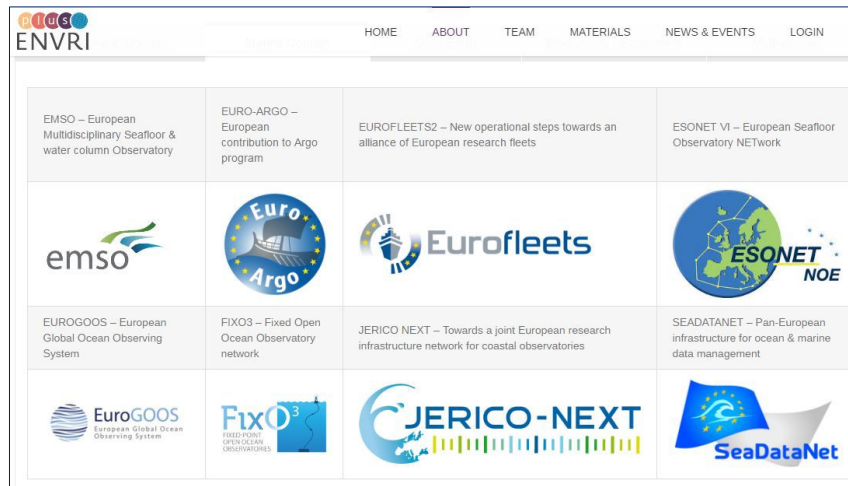 plus
ENVRI
HOME ABOUT TEAM MATERIALS NEWS & EVENTS LOGIN
EMSO – European
Multidisciplinary Seafloor &
water column Observatory
EURO-ARGO –
European
contribution to Argo
program
EUROFLEETS2 – New operational steps towards an
alliance of European research fleets
ESONET VI – European Seafloor
Observatory NETwork
emso
Euro
Argo
Eurofleets
ESONET
NOE
EUROGOOS – European
Global Ocean Observing
System
FIXO3 – Fixed Open
Ocean Observatory
network
JERICO NEXT – Towards a joint European research
infrastructure network for coastal observatories
SEADATANET – Pan-European
infrastructure for ocean & marine
data management
EuroGOOS
European Global Ocean
Observing System
FixO3
FIXED-POINT
OPEN OCEAN
OBSERVATORIES
JERICO-NEXT
SeaDataNet